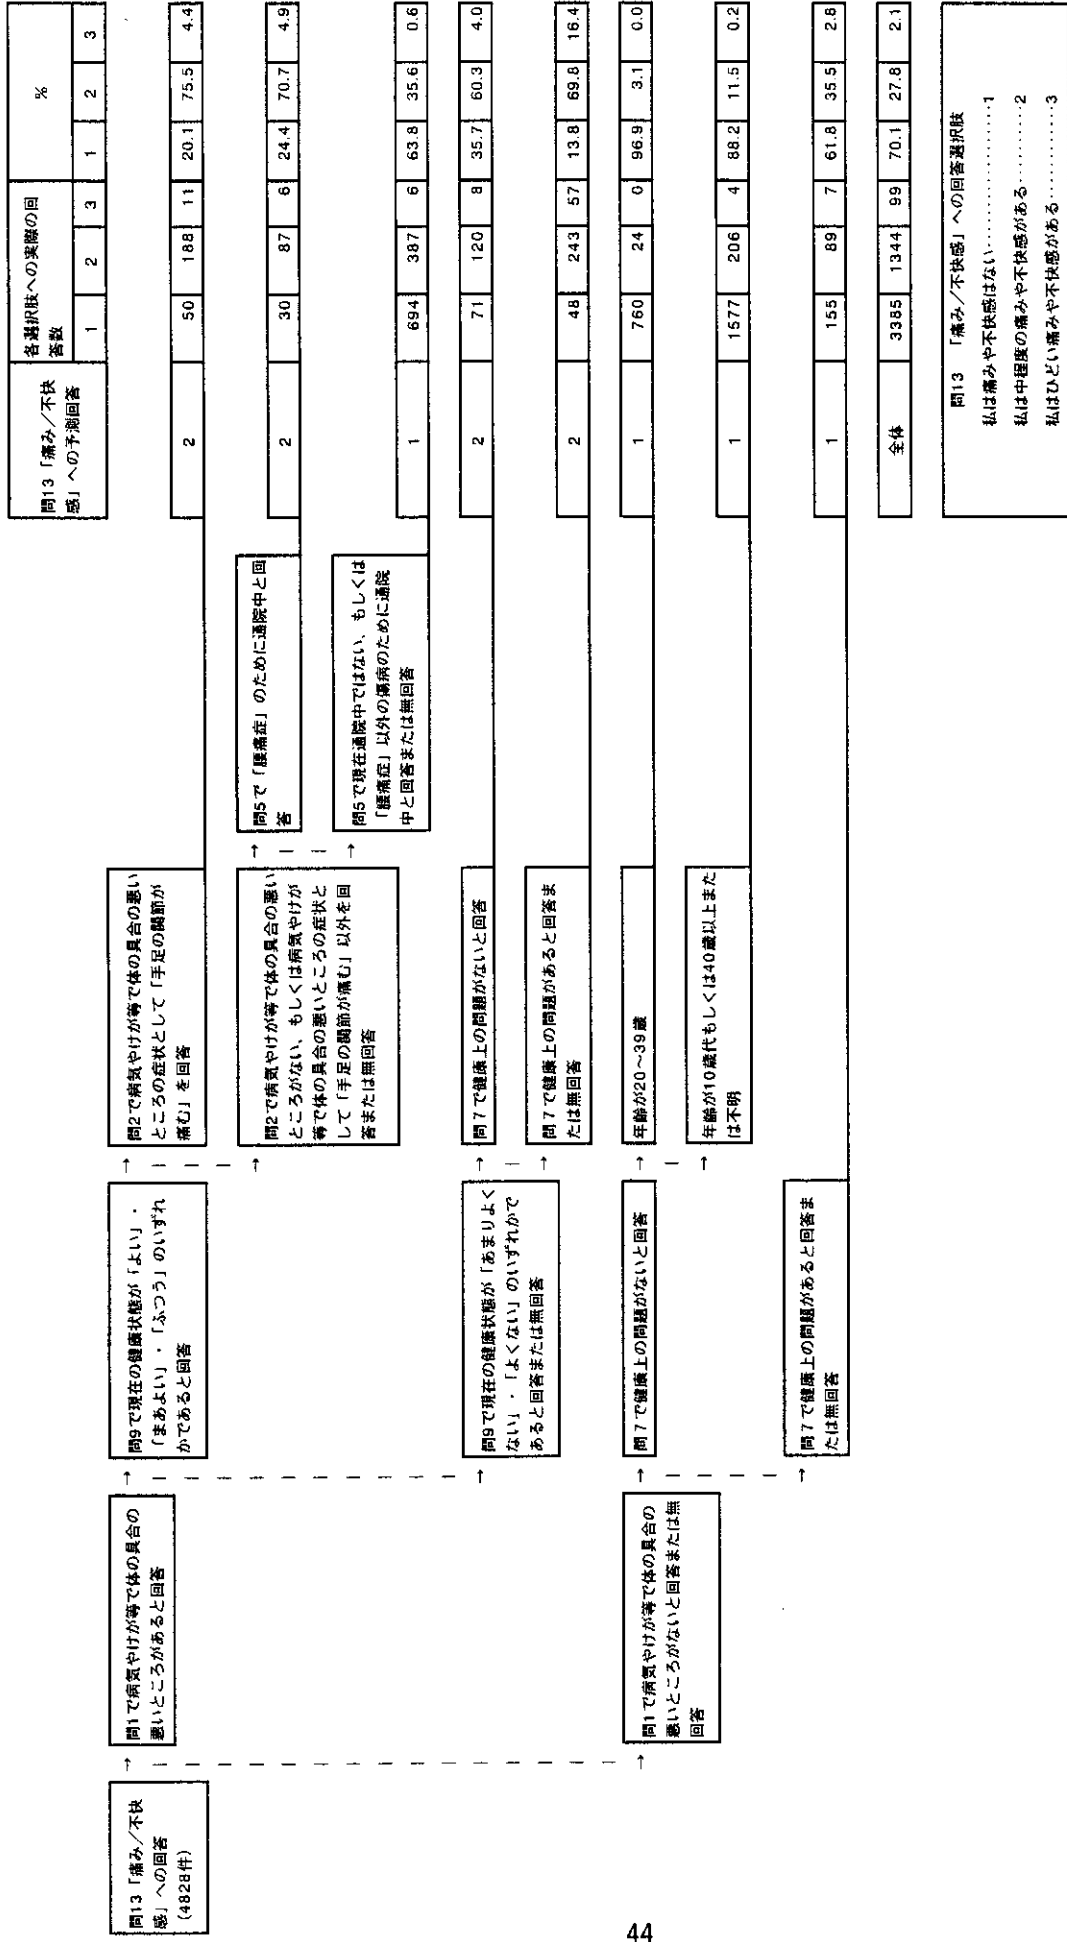 問13「痛み／不快
感」への回答
(4828件)
問1で病気やけが等で体の具合の
悪いところがあると回答
問1で病気やけが等で体の具合の
悪いところがないと回答または無
回答
問9で現在の健康状態が「よい」・
「まあよい」・「ふつう」のいずれ
かであると回答
問9で現在の健康状態が「あまりよく
ない」・「よくない」のいずれかで
あると回答または無回答
問7で健康上の問題がないと回答
問7で健康上の問題があると回答ま
たは無回答
問2で病気やけが等で体の具合の悪い
ところの症状として「手足の関節が
痛む」を回答
問2で病気やけが等で体の具合の悪い
ところがない、もしくは病気やけが
等で体の具合の悪いところの症状と
して「手足の関節が痛む」以外を回
答または無回答
問7で健康上の問題がないと回答
問7で健康上の問題があると回答ま
たは無回答
年齢が20～39歳
年齢が10歳代もしくは40歳以上また
は不明
問5で「腰痛症」のために通院中と回
答
問5で現在通院中ではない、もしくは
「腰痛症」以外の傷病のために通院
中と回答または無回答
問13「痛み／不快
感」への予測回答
各選択肢への実際の回
答数
%
1 2 3 1 2 3
2 50 188 11 20.1 75.5 4.4
2 30 87 6 24.4 70.7 4.9
1 694 387 6 63.8 35.6 0.6
2 71 120 8 35.7 60.3 4.0
2 48 243 57 13.8 69.8 16.4
1 760 24 0 96.9 3.1 0.0
1 1577 206 4 88.2 11.5 0.2
1 155 89 7 61.8 35.5 2.8
全体 3385 1344 99 70.1 27.8 2.1
問13 「痛み／不快感」への回答選択肢
私は痛みや不快感はない……………………1
私は中程度の痛みや不快感がある…………2
私はひどい痛みや不快感がある……………3
44